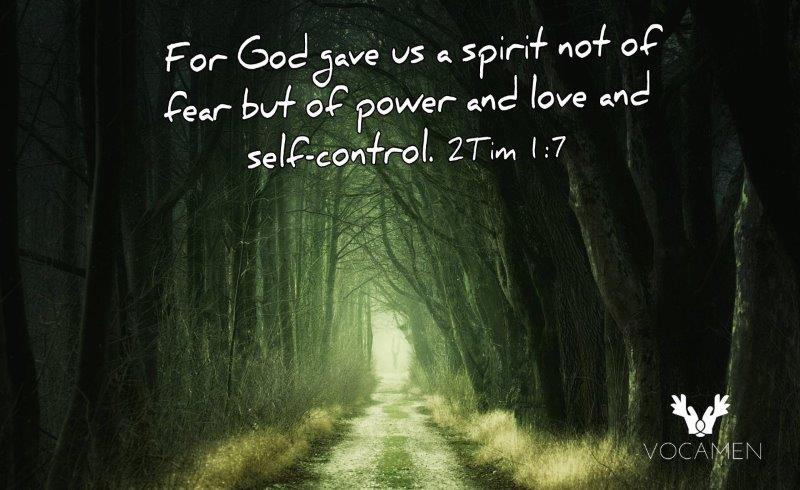 For God gave us a spirit not of
fear but of power and love and
self-control. 2Tim 1:7
VOCAMEN